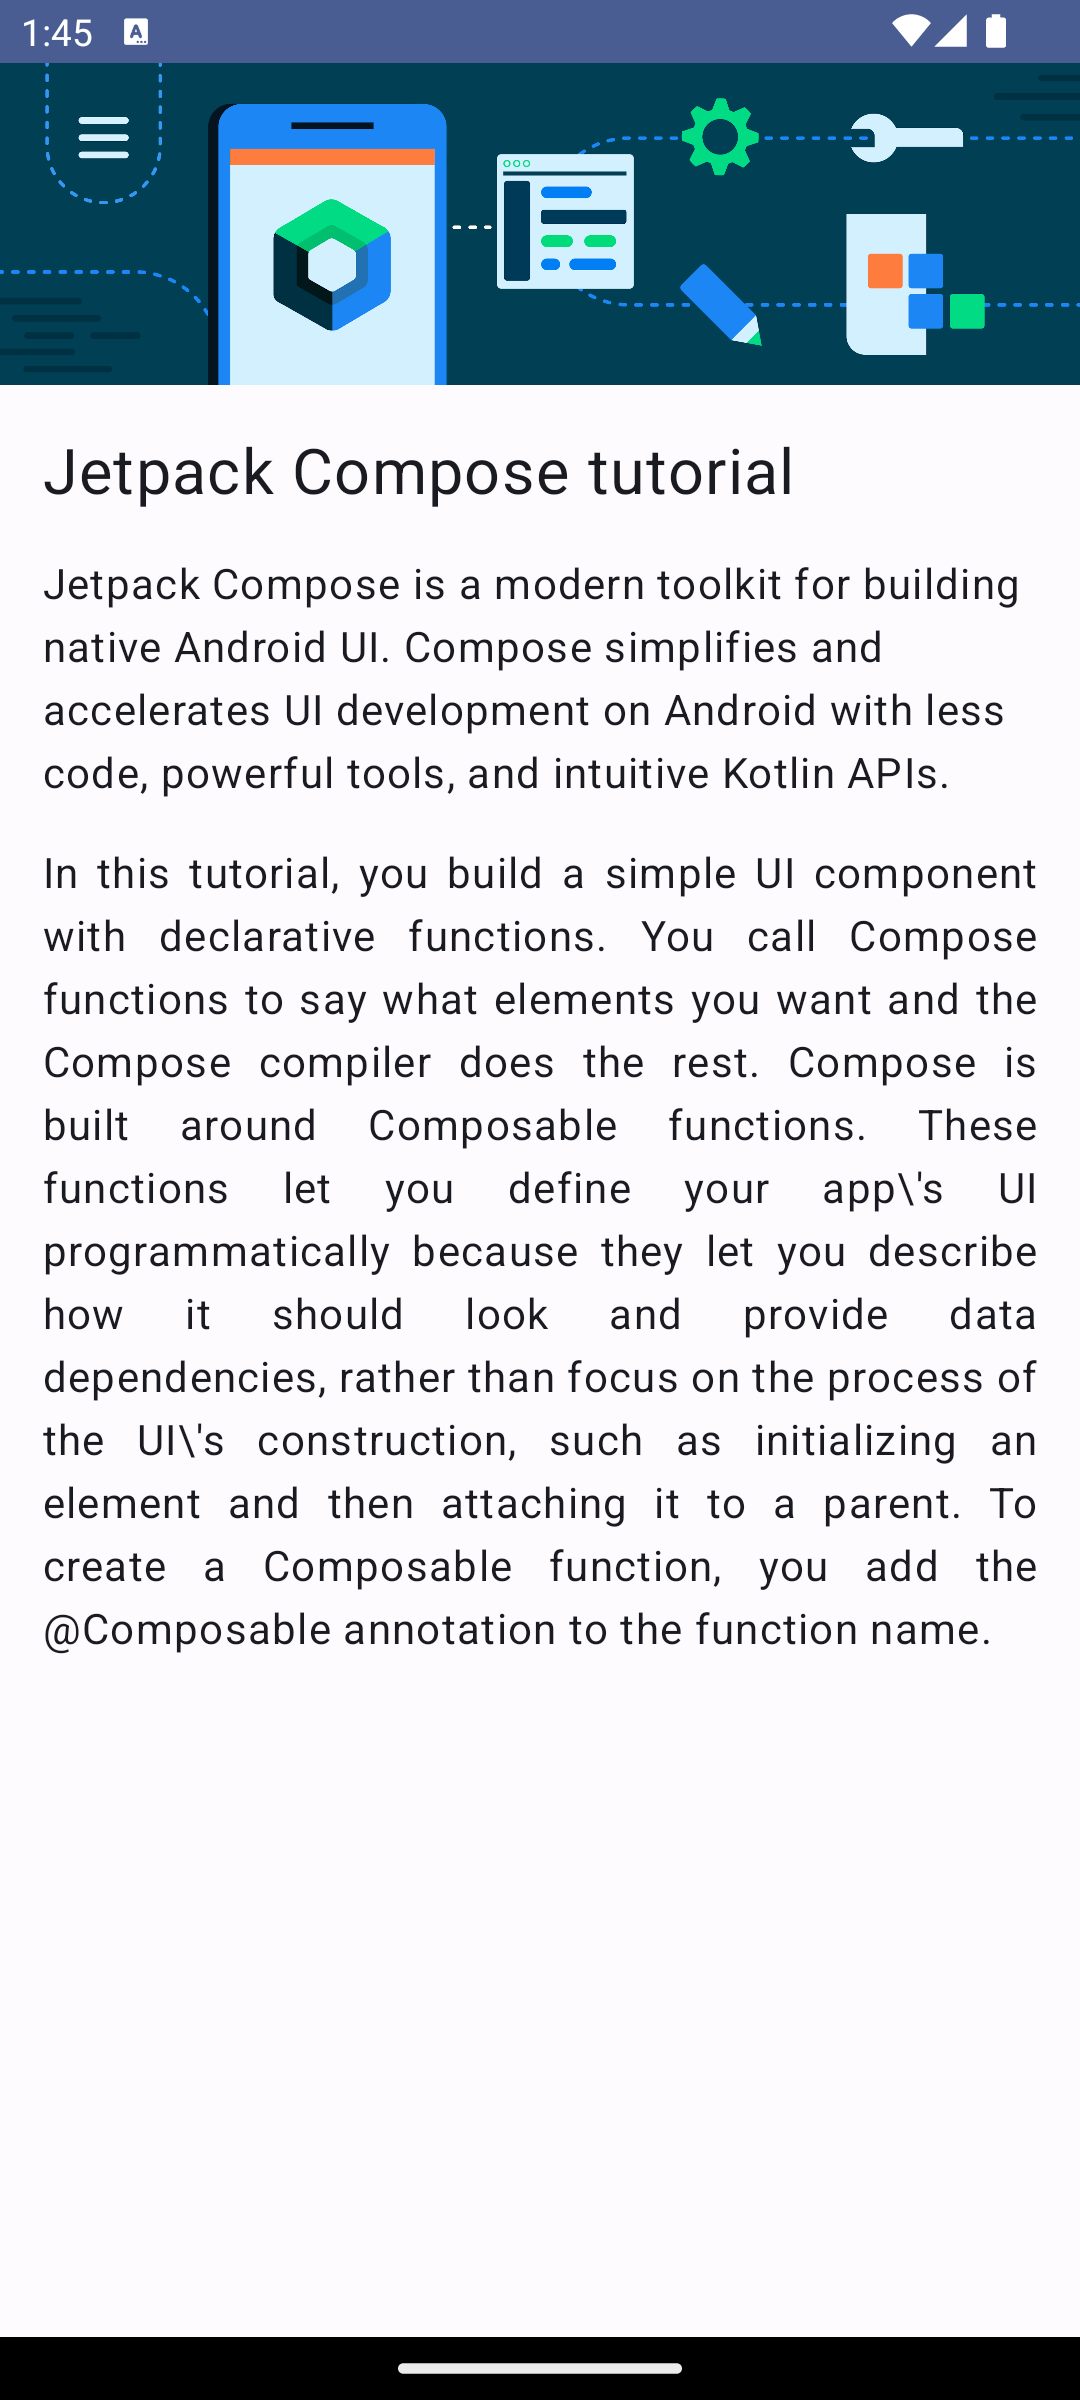 1:45
A
Jetpack Compose tutorial
Jetpack Compose is a modern toolkit for building
native Android UI. Compose simplifies and
accelerates UI development on Android with less
code, powerful tools, and intuitive Kotlin APIs.
In this tutorial, you build a simple UI component
with declarative functions. You call Compose
functions to say what elements you want and the
Compose compiler does the rest. Compose is
built around Composable functions. These
functions let you define your app\'s UI
programmatically because they let you describe
how it should look and provide data
dependencies, rather than focus on the process of
the UI\'s construction, such as initializing an
element and then attaching it to a parent. To
create a Composable function, you add the
@Composable annotation to the function name.